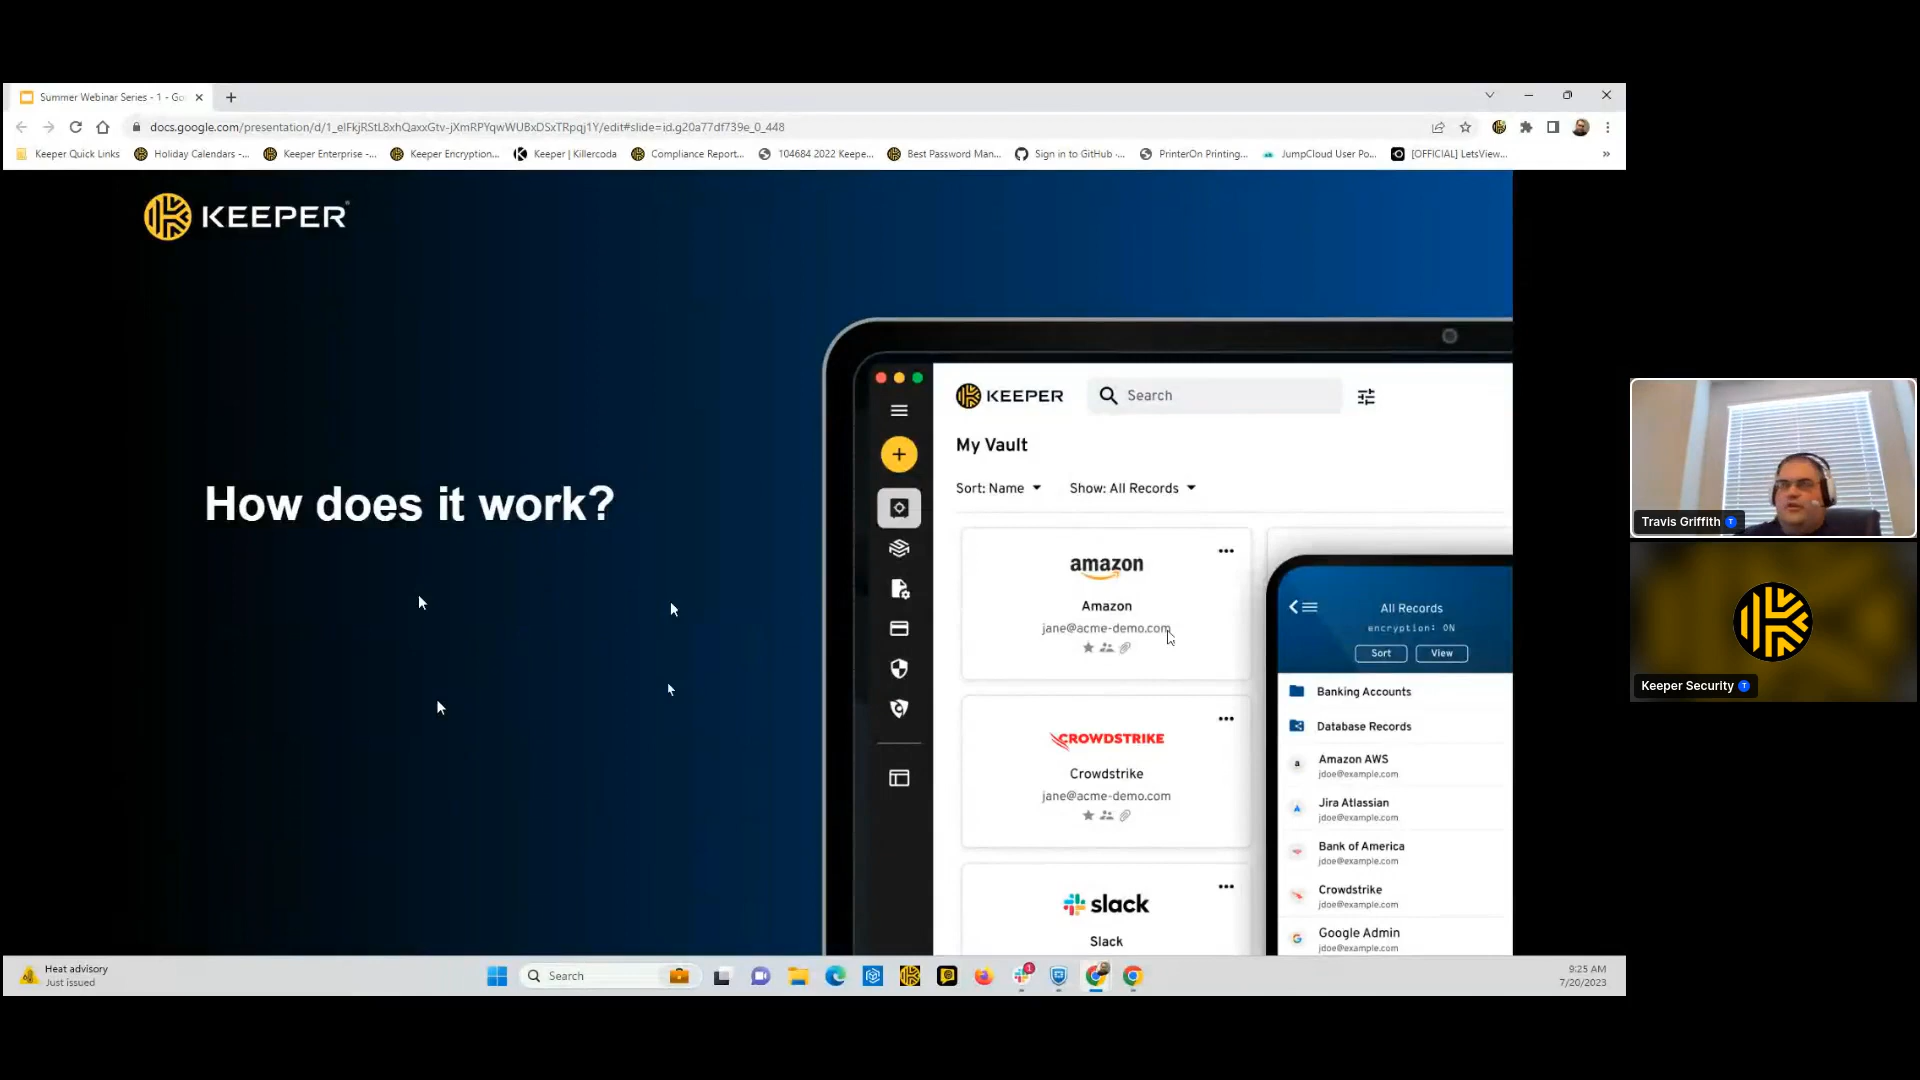 Summer Webinar Series - 1 - Go
docs.google.com/presentation/d/1_elFkjRStL8xhQaxxGtv-jXmRPYqwWUBxDSxTRpqj1Y/edit#slide=id.g20a77df739e_0_448
Keeper Quick Links
Holiday Calendars -...
Keeper Enterprise -...
Keeper Encryption...
Keeper | Killercoda
Compliance Report...
104684 2022 Keepe...
Best Password Man...
Sign in to GitHub ·...
PrinterOn Printing...
JumpCloud User Po...
[OFFICIAL] LetsView...
KEEPER
How does it work?
KEEPER
Search
My Vault
Sort: Name
Show: All Records
amazon
Amazon
jane@acme-demo.com
CROWDSTRIKE
Crowdstrike
jane@acme-demo.com
slack
Slack
All Records
encryption: ON
Sort
View
Banking Accounts
Database Records
Amazon AWS
jdoe@example.com
Jira Atlassian
jdoe@example.com
Bank of America
jdoe@example.com
Crowdstrike
jdoe@example.com
Google Admin
jdoe@example.com
Travis Griffith
Keeper Security
Heat advisory
Just issued
Search
9:25 AM
7/20/2023